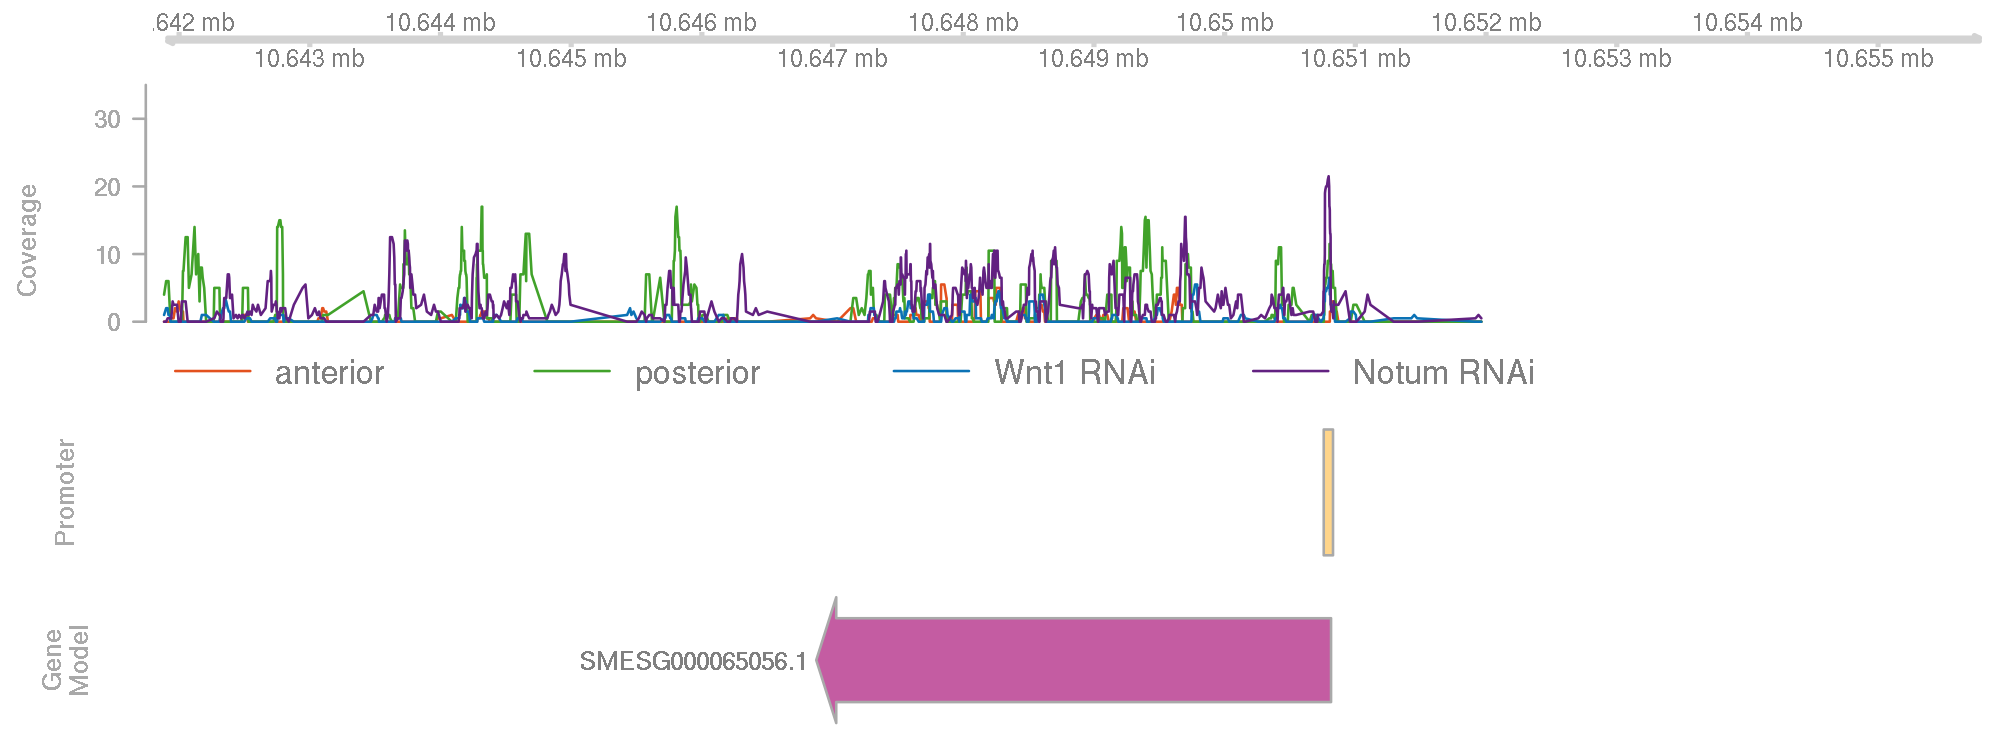 .642 mb 10.644 mb 10.646 mb 10.648 mb 10.65 mb 10.652 mb 10.654 mb
10.643 mb 10.645 mb 10.647 mb 10.649 mb 10.651 mb 10.653 mb 10.655 mb
Coverage
30
20
10
0
anterior posterior Wnt1 RNAi Notum RNAi
Promoter
Gene
Model
SMESG000065056.1